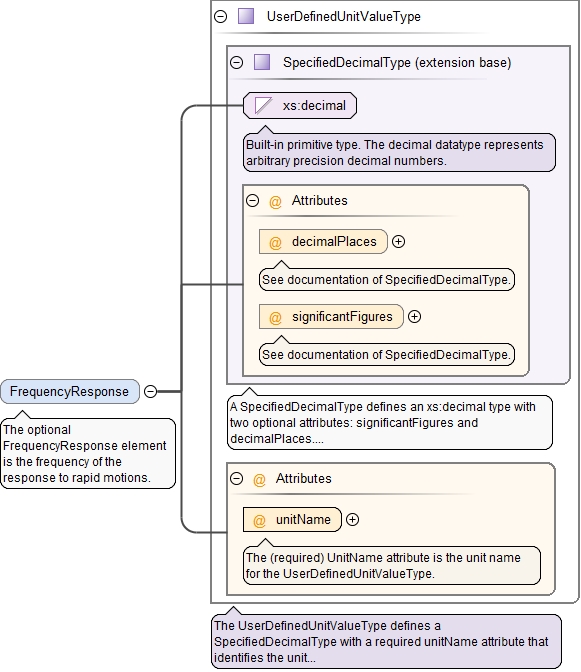 UserDefinedUnitValueType
SpecifiedDecimalType (extension base)
xs:decimal
Built-in primitive type. The decimal datatype represents
arbitrary precision decimal numbers.
@ Attributes
@ decimalPlaces
See documentation of SpecifiedDecimalType.
@ significantFigures
See documentation of SpecifiedDecimalType.
FrequencyResponse
The optional
FrequencyResponse element
is the frequency of the
response to rapid motions.
A SpecifiedDecimalType defines an xs:decimal type with
two optional attributes: significantFigures and
decimalPlaces....
@ Attributes
@ unitName
The (required) UnitName attribute is the unit name
for the UserDefinedUnitValueType.
The UserDefinedUnitValueType defines a
SpecifiedDecimalType with a required unitName attribute that
identifies the unit...